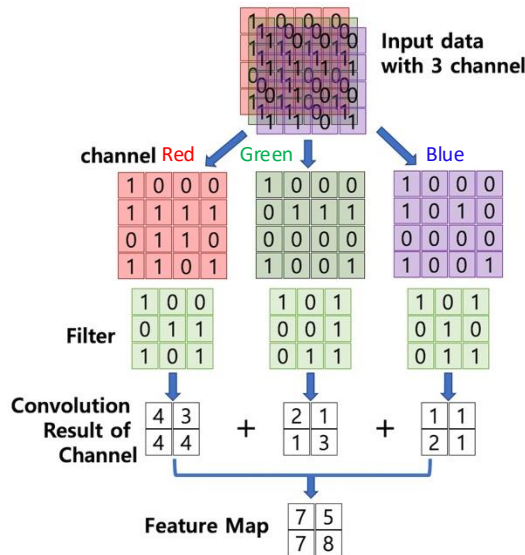 1 0 0 0
Input data
with 3 channel
channel Red Green Blue
1 0 0 0 1 0 0 0 1 0 0 0
1 1 1 1 0 1 1 1 1 0 1 0
0 1 1 0 0 0 0 0 0 0 0 0
1 1 0 1 1 0 0 1 1 0 0 1
1 0 0 1 0 1 1 0 1
Filter 0 1 1 0 0 1 0 1 0
1 0 1 0 1 1 0 1 1
Convolution
Result of
Channel
4 3 + 2 1 + 1 1
4 4 1 3 2 1
Feature Map
7 5
7 8